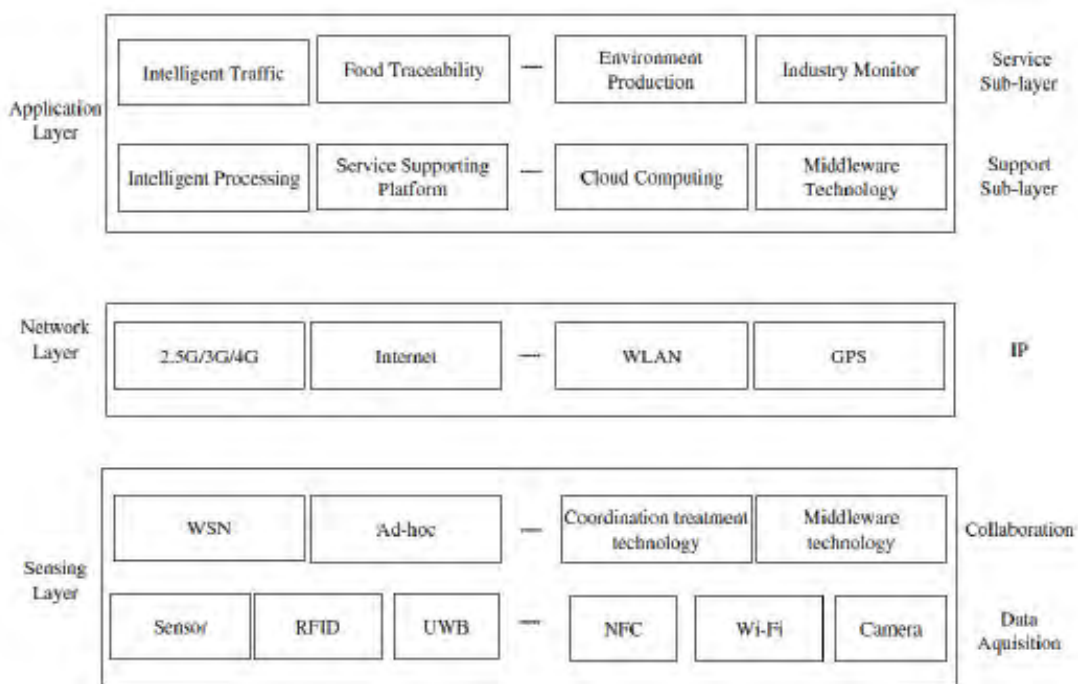 Application
Layer
Intelligent Traffic
Food Traceability
Environment
Production
Industry Monitor
Service
Sub-layer
Intelligent Processing
Service Supporting
Platform
Cloud Computing
Middleware
Technology
Support
Sub-layer
Network
Layer
2.5G/3G/4G
Internet
WLAN
GPS
IP
Sensing
Layer
WSN
Ad-hoc
Coordination treatment
technology
Middleware
technology
Collaboration
Sensor
RFID
UWB
NFC
Wi-Fi
Camera
Data
Aquisition